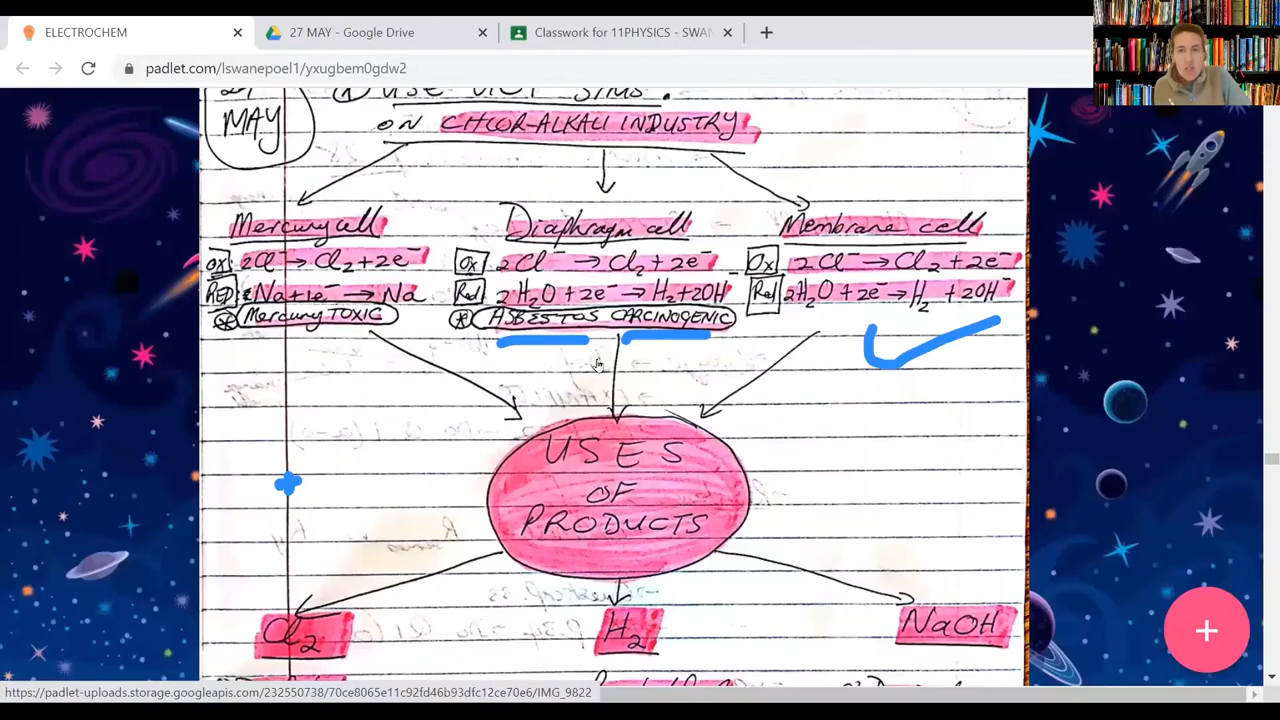 ELECTROCHEM
27 MAY - Google Drive
Classwork for 11PHYSICS - SWAN
padlet.com/lswanepoel1/yxugbem0gdw2
USE
MAY
ON CHLOR-ALKALI INDUSTRY
Mercury cell Diaphragm cell Membrane cell
Ox 2Cl⁻ → Cl₂ + 2e⁻ Ox 2Cl⁻ → Cl₂ + 2e⁻ Ox 2Cl⁻ → Cl₂ + 2e⁻
Red Na + 1e⁻ → Na Red 2H₂O + 2e⁻ → H₂ + 2OH⁻ Red 2H₂O + 2e⁻ → H₂ + 2OH⁻
* Mercury TOXIC * ASBESTOS CARCINOGENIC
USES
OF
PRODUCTS
Cl₂ H₂ NaOH
https://padlet-uploads.storage.googleapis.com/232550738/70ce8065e11c92fd46b93dfc12ce70e6/IMG_9822